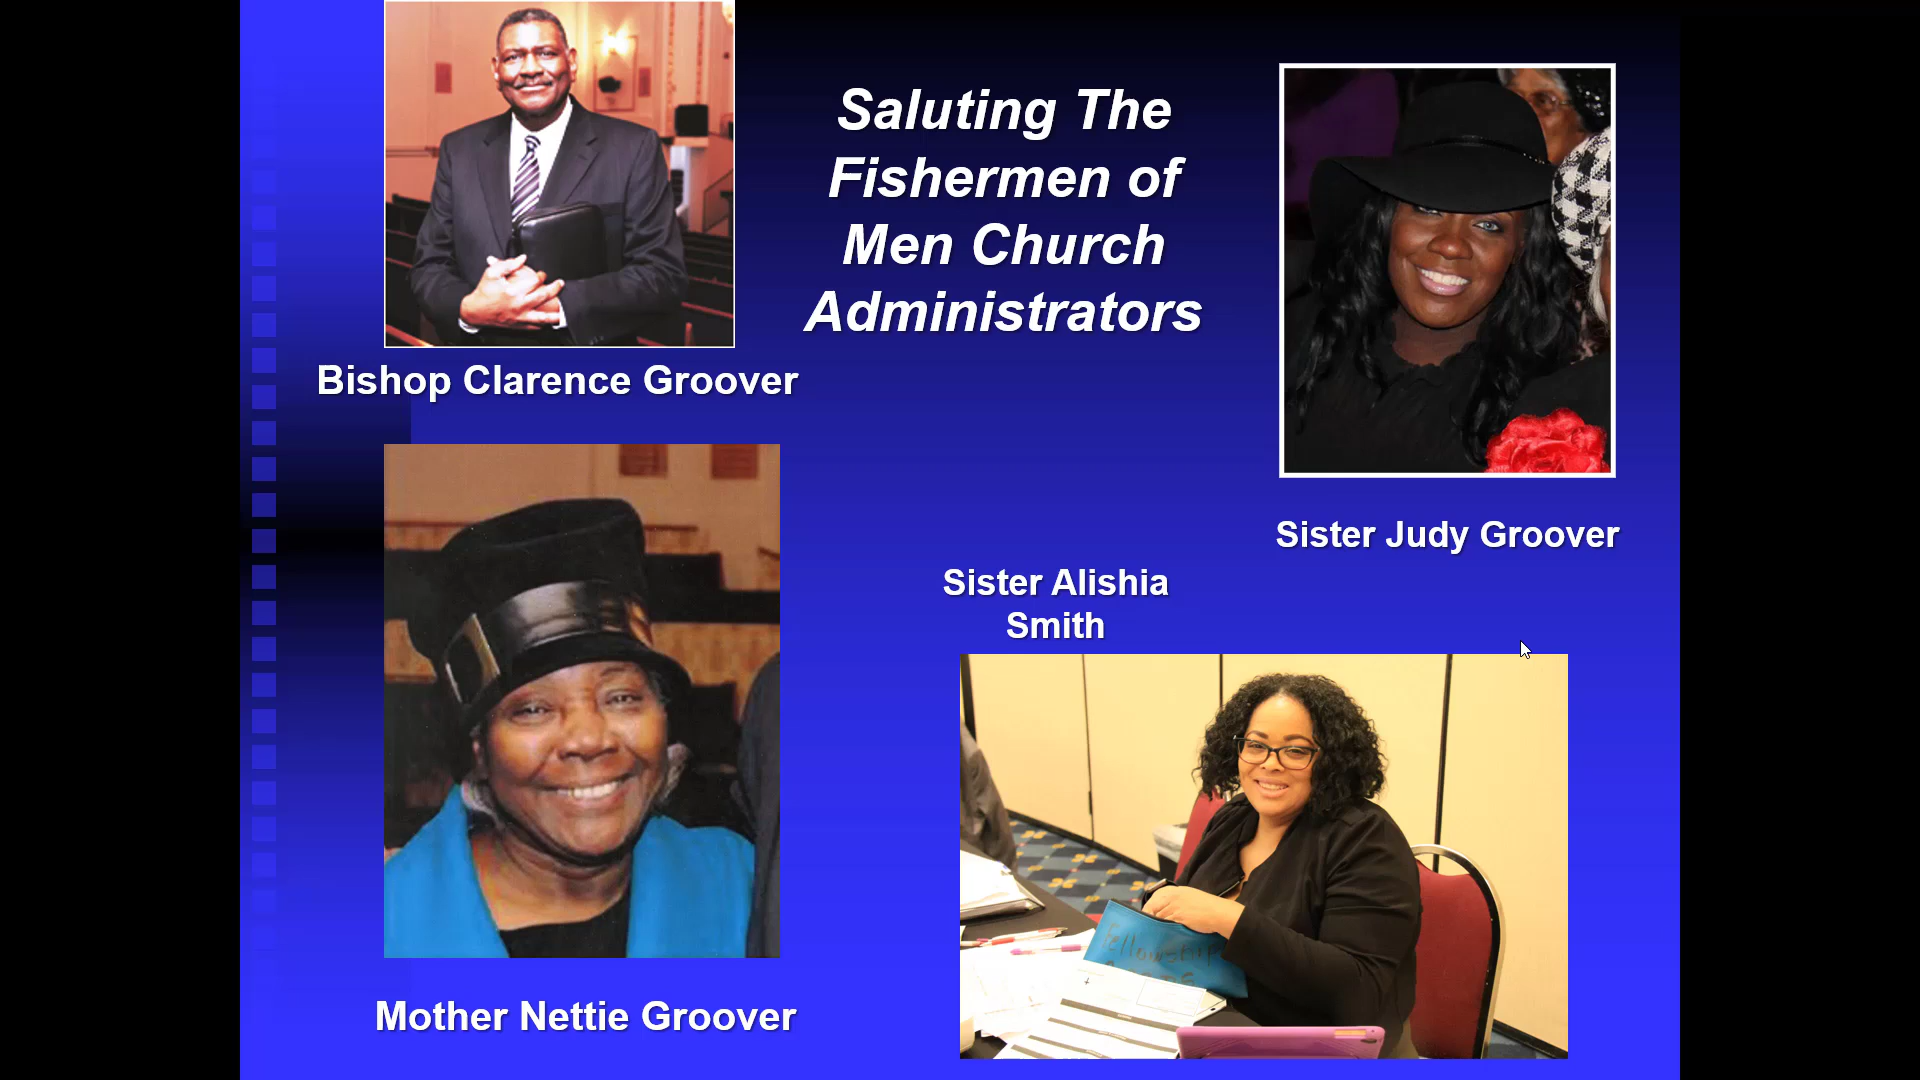 Saluting The
Fishermen of
Men Church
Administrators
Bishop Clarence Groover
Sister Judy Groover
Sister Alishia
Smith
Fellowship
Mother Nettie Groover